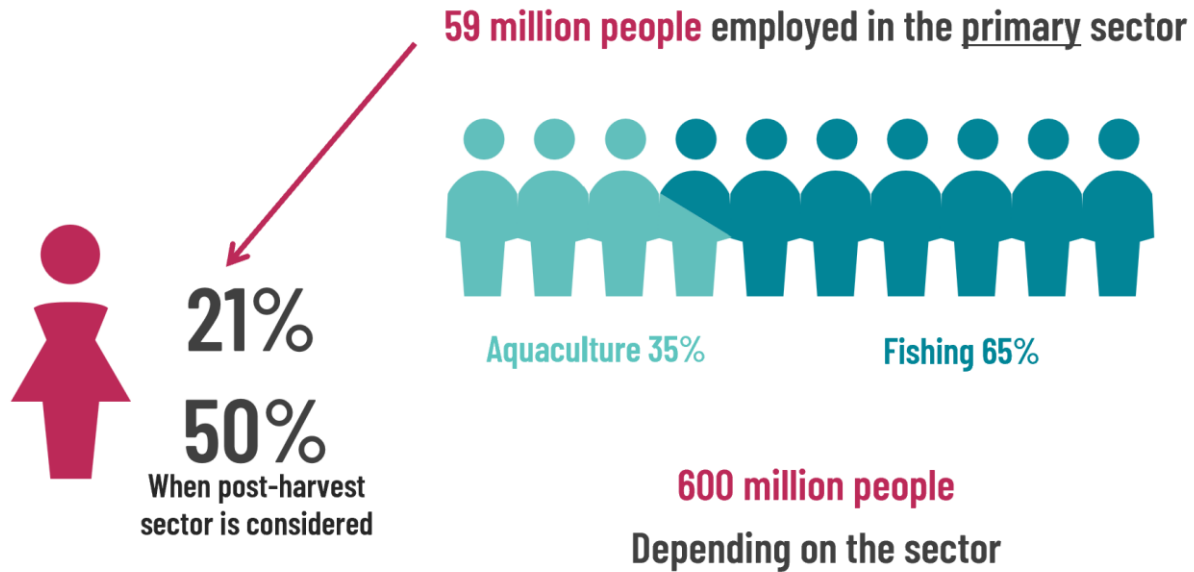 59 million people employed in the primary sector
21%
50%
When post-harvest
sector is considered
Aquaculture 35%
Fishing 65%
600 million people
Depending on the sector